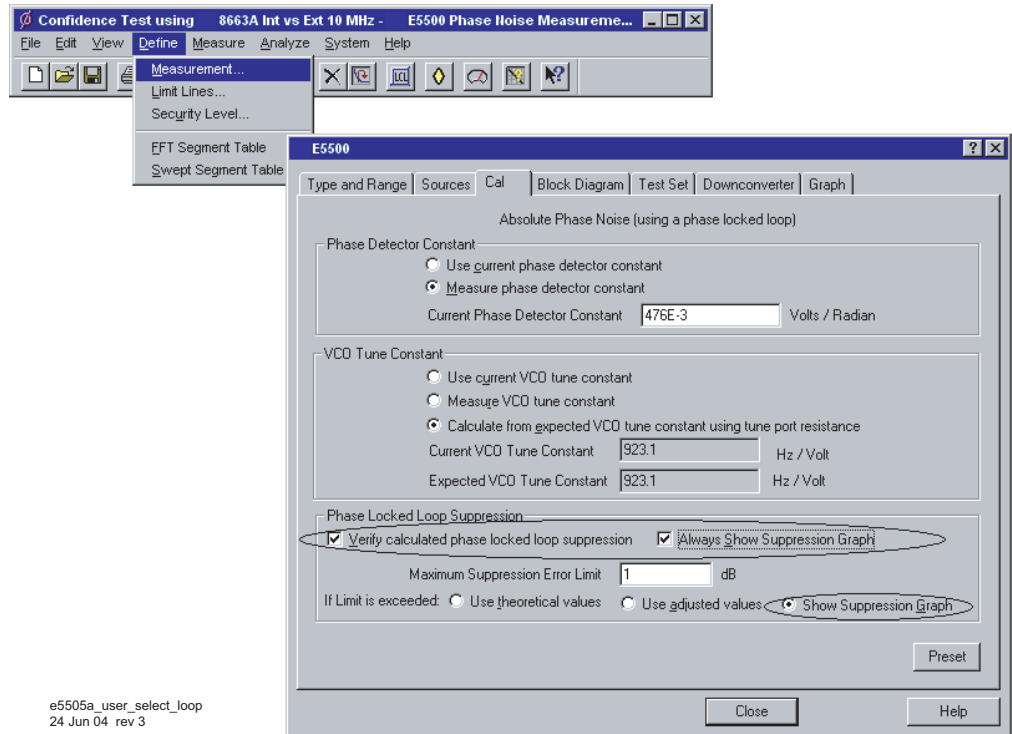 Confidence Test using 8663A Int vs Ext 10 MHz - E5500 Phase Noise Measureme...
File Edit View Define Measure Analyze System Help
Measurement...
Limit Lines...
Security Level...
FFT Segment Table
Swept Segment Table
E5500
Type and Range Sources Cal Block Diagram Test Set Downconverter Graph
Absolute Phase Noise (using a phase locked loop)
Phase Detector Constant
Use current phase detector constant
Measure phase detector constant
Current Phase Detector Constant 476E-3 Volts / Radian
VCO Tune Constant
Use current VCO tune constant
Measure VCO tune constant
Calculate from expected VCO tune constant using tune port resistance
Current VCO Tune Constant 923.1 Hz / Volt
Expected VCO Tune Constant 923.1 Hz / Volt
Phase Locked Loop Suppression
Verify calculated phase locked loop suppression Always Show Suppression Graph
Maximum Suppression Error Limit 1 dB
If Limit is exceeded: Use theoretical values Use adjusted values Show Suppression Graph
Preset
Close Help
e5505a_user_select_loop
24 Jun 04 rev 3